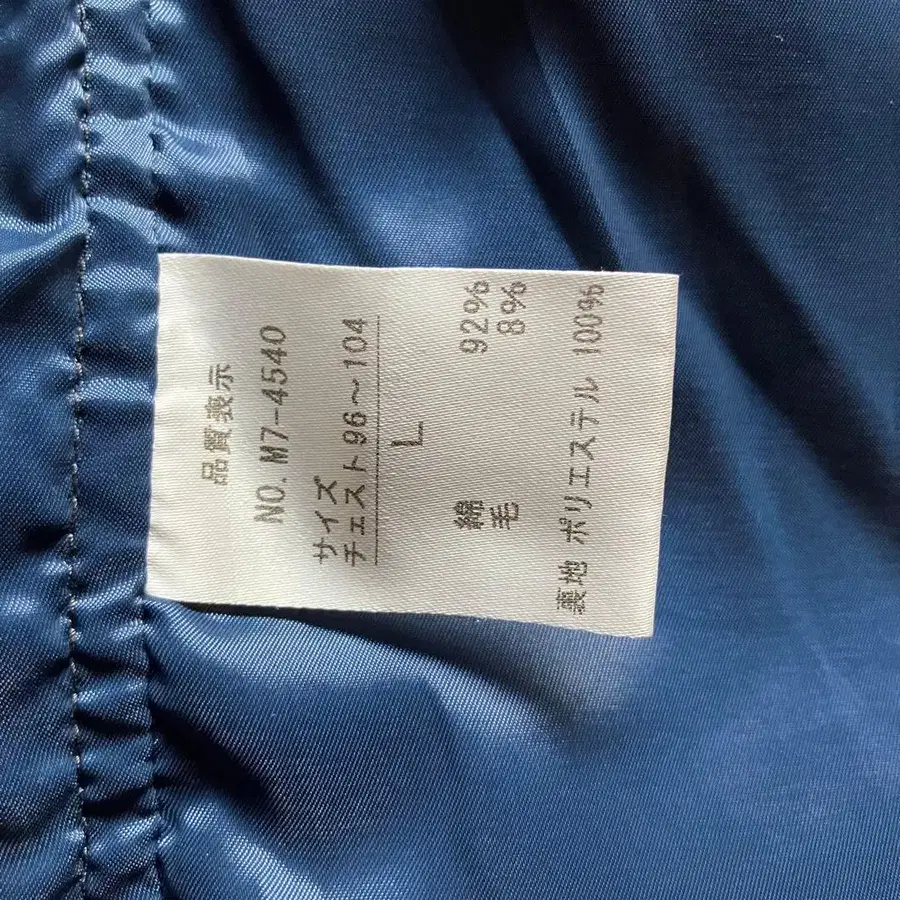 品質表示
NO. M7-4540
サイズ
チェスト96〜104
L
綿 92%
毛 8%
裏地 ポリエステル 100%